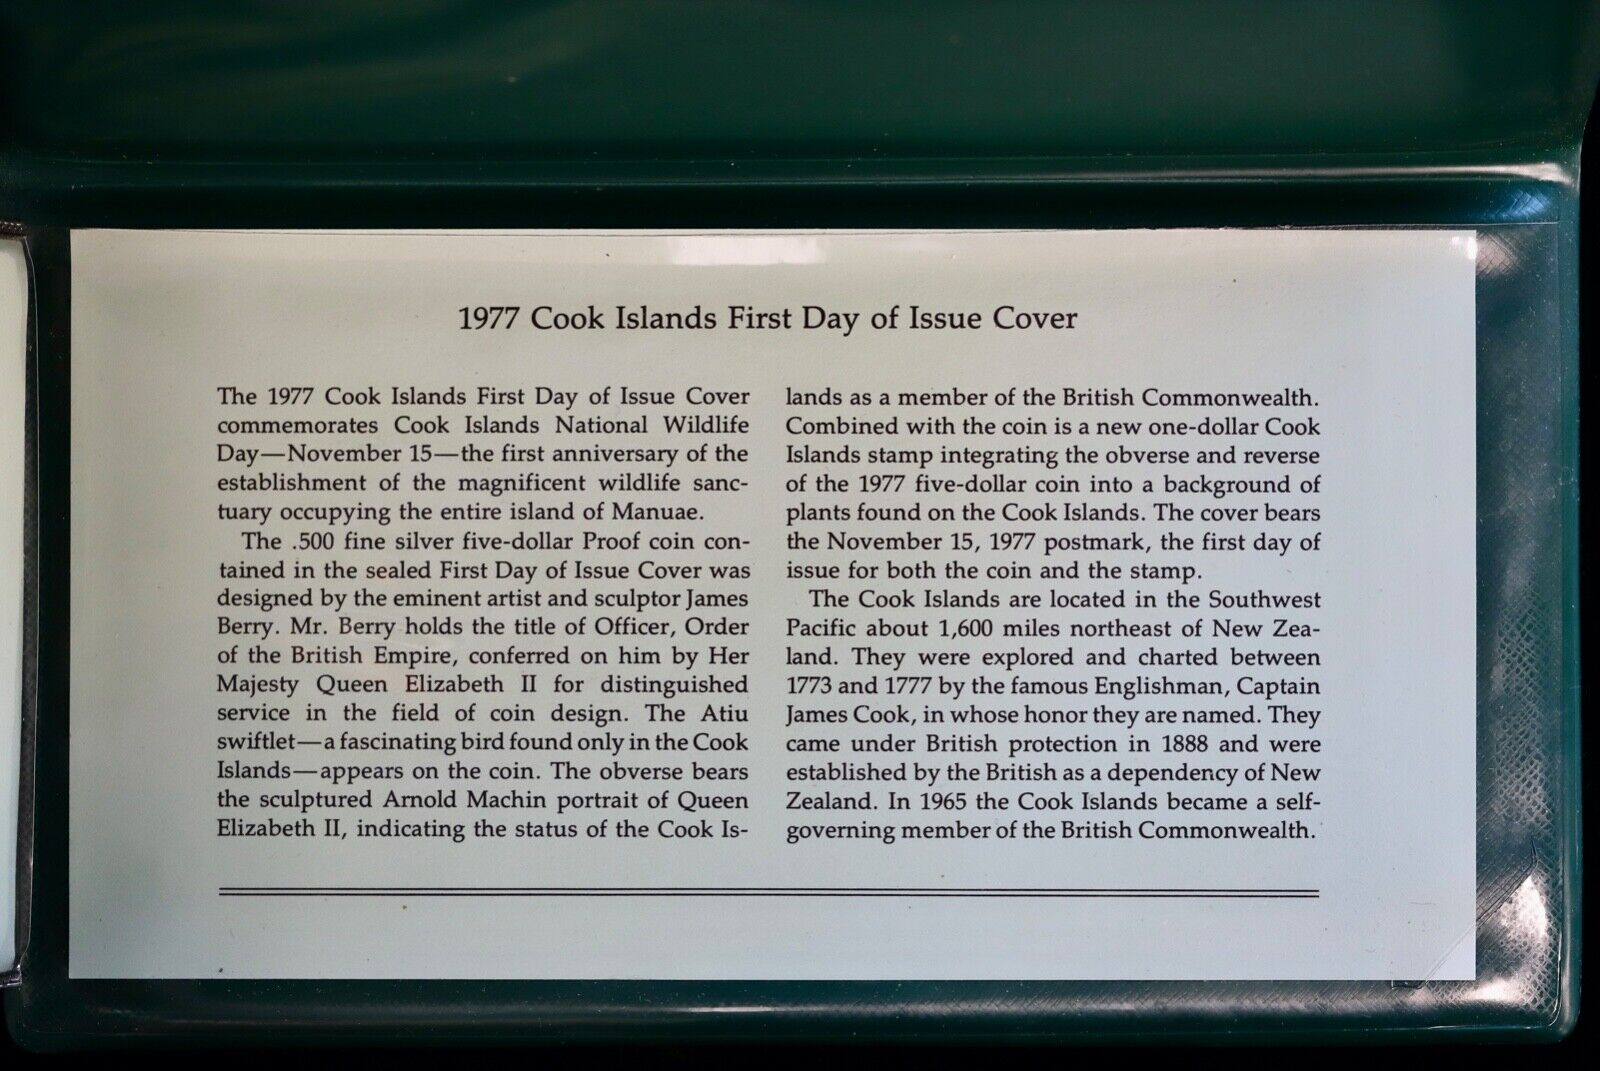 1977 Cook Islands First Day of Issue Cover
The 1977 Cook Islands First Day of Issue Cover
commemorates Cook Islands National Wildlife
Day—November 15—the first anniversary of the
establishment of the magnificent wildlife sanc-
tuary occupying the entire island of Manuae.
The .500 fine silver five-dollar Proof coin con-
tained in the sealed First Day of Issue Cover was
designed by the eminent artist and sculptor James
Berry. Mr. Berry holds the title of Officer, Order
of the British Empire, conferred on him by Her
Majesty Queen Elizabeth II for distinguished
service in the field of coin design. The Atiu
swiftlet—a fascinating bird found only in the Cook
Islands—appears on the coin. The obverse bears
the sculptured Arnold Machin portrait of Queen
Elizabeth II, indicating the status of the Cook Is-
lands as a member of the British Commonwealth.
Combined with the coin is a new one-dollar Cook
Islands stamp integrating the obverse and reverse
of the 1977 five-dollar coin into a background of
plants found on the Cook Islands. The cover bears
the November 15, 1977 postmark, the first day of
issue for both the coin and the stamp.
The Cook Islands are located in the Southwest
Pacific about 1,600 miles northeast of New Zea-
land. They were explored and charted between
1773 and 1777 by the famous Englishman, Captain
James Cook, in whose honor they are named. They
came under British protection in 1888 and were
established by the British as a dependency of New
Zealand. In 1965 the Cook Islands became a self-
governing member of the British Commonwealth.